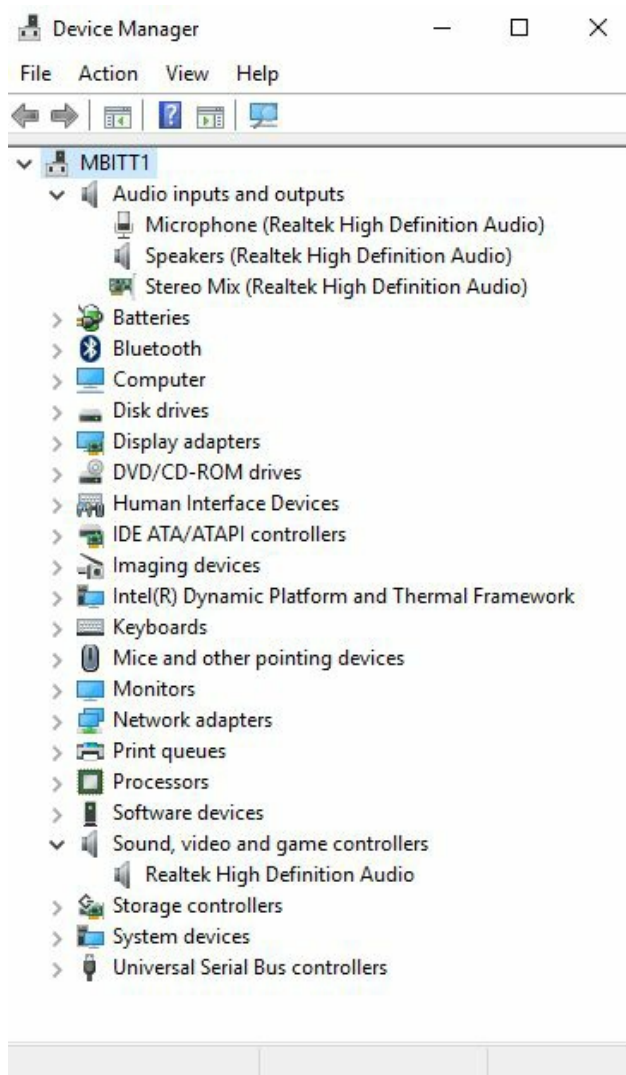 Device Manager
File Action View Help
MBITT1
Audio inputs and outputs
Microphone (Realtek High Definition Audio)
Speakers (Realtek High Definition Audio)
Stereo Mix (Realtek High Definition Audio)
Batteries
Bluetooth
Computer
Disk drives
Display adapters
DVD/CD-ROM drives
Human Interface Devices
IDE ATA/ATAPI controllers
Imaging devices
Intel(R) Dynamic Platform and Thermal Framework
Keyboards
Mice and other pointing devices
Monitors
Network adapters
Print queues
Processors
Software devices
Sound, video and game controllers
Realtek High Definition Audio
Storage controllers
System devices
Universal Serial Bus controllers